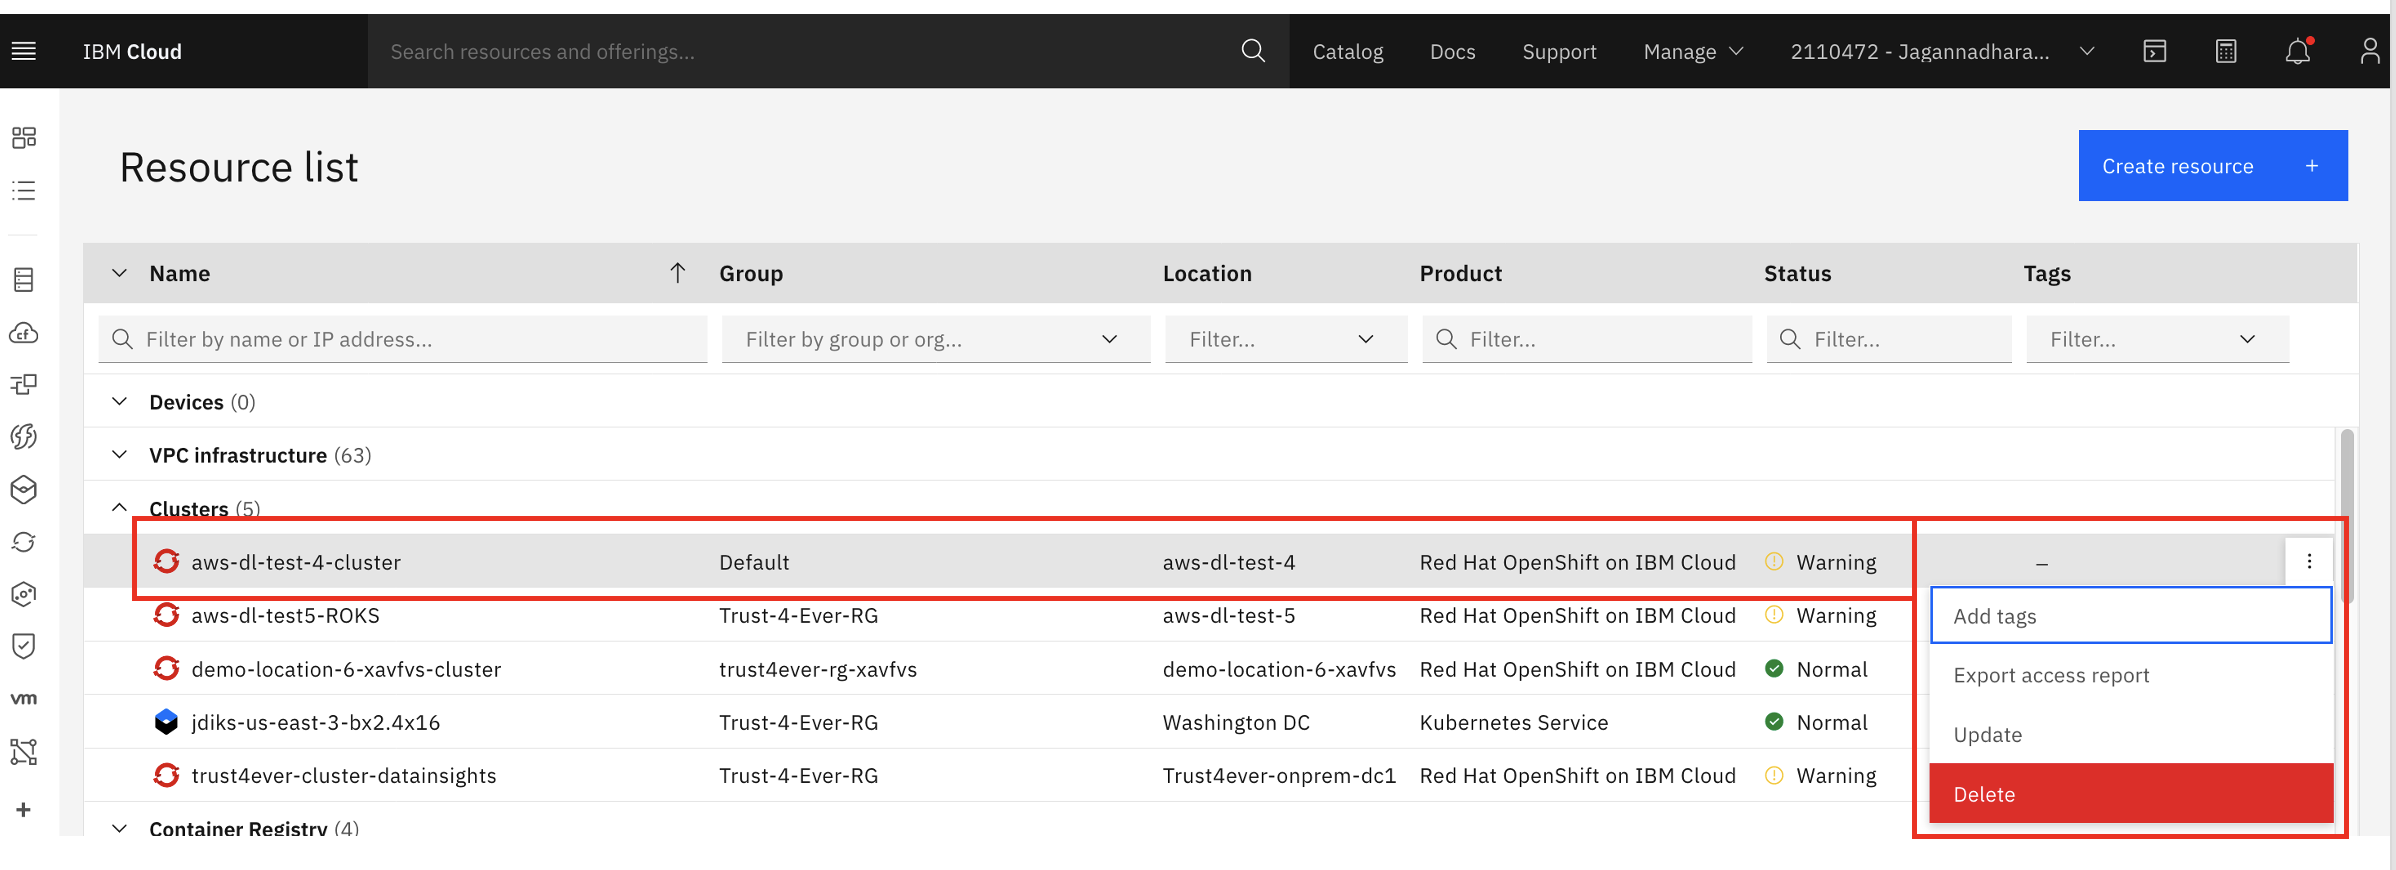 IBM Cloud Search resources and offerings... Catalog Docs Support Manage 2110472 - Jagannadhara...
Resource list
Create resource +
Name Group Location Product Status Tags
Filter by name or IP address... Filter by group or org... Filter... Filter... Filter... Filter...
Devices (0)
VPC infrastructure (63)
Clusters (5)
aws-dl-test-4-cluster Default aws-dl-test-4 Red Hat OpenShift on IBM Cloud Warning –
aws-dl-test5-ROKS Trust-4-Ever-RG aws-dl-test-5 Red Hat OpenShift on IBM Cloud Warning Add tags
demo-location-6-xavfvs-cluster trust4ever-rg-xavfvs demo-location-6-xavfvs Red Hat OpenShift on IBM Cloud Normal Export access report
jdiks-us-east-3-bx2.4x16 Trust-4-Ever-RG Washington DC Kubernetes Service Normal Update
trust4ever-cluster-datainsights Trust-4-Ever-RG Trust4ever-onprem-dc1 Red Hat OpenShift on IBM Cloud Warning Delete
Container Registry (4)
cf
vm